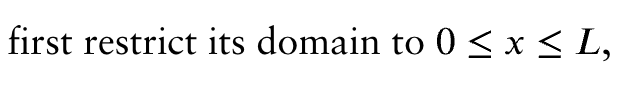 first restrict its domain to 0 ≤ x ≤ L,